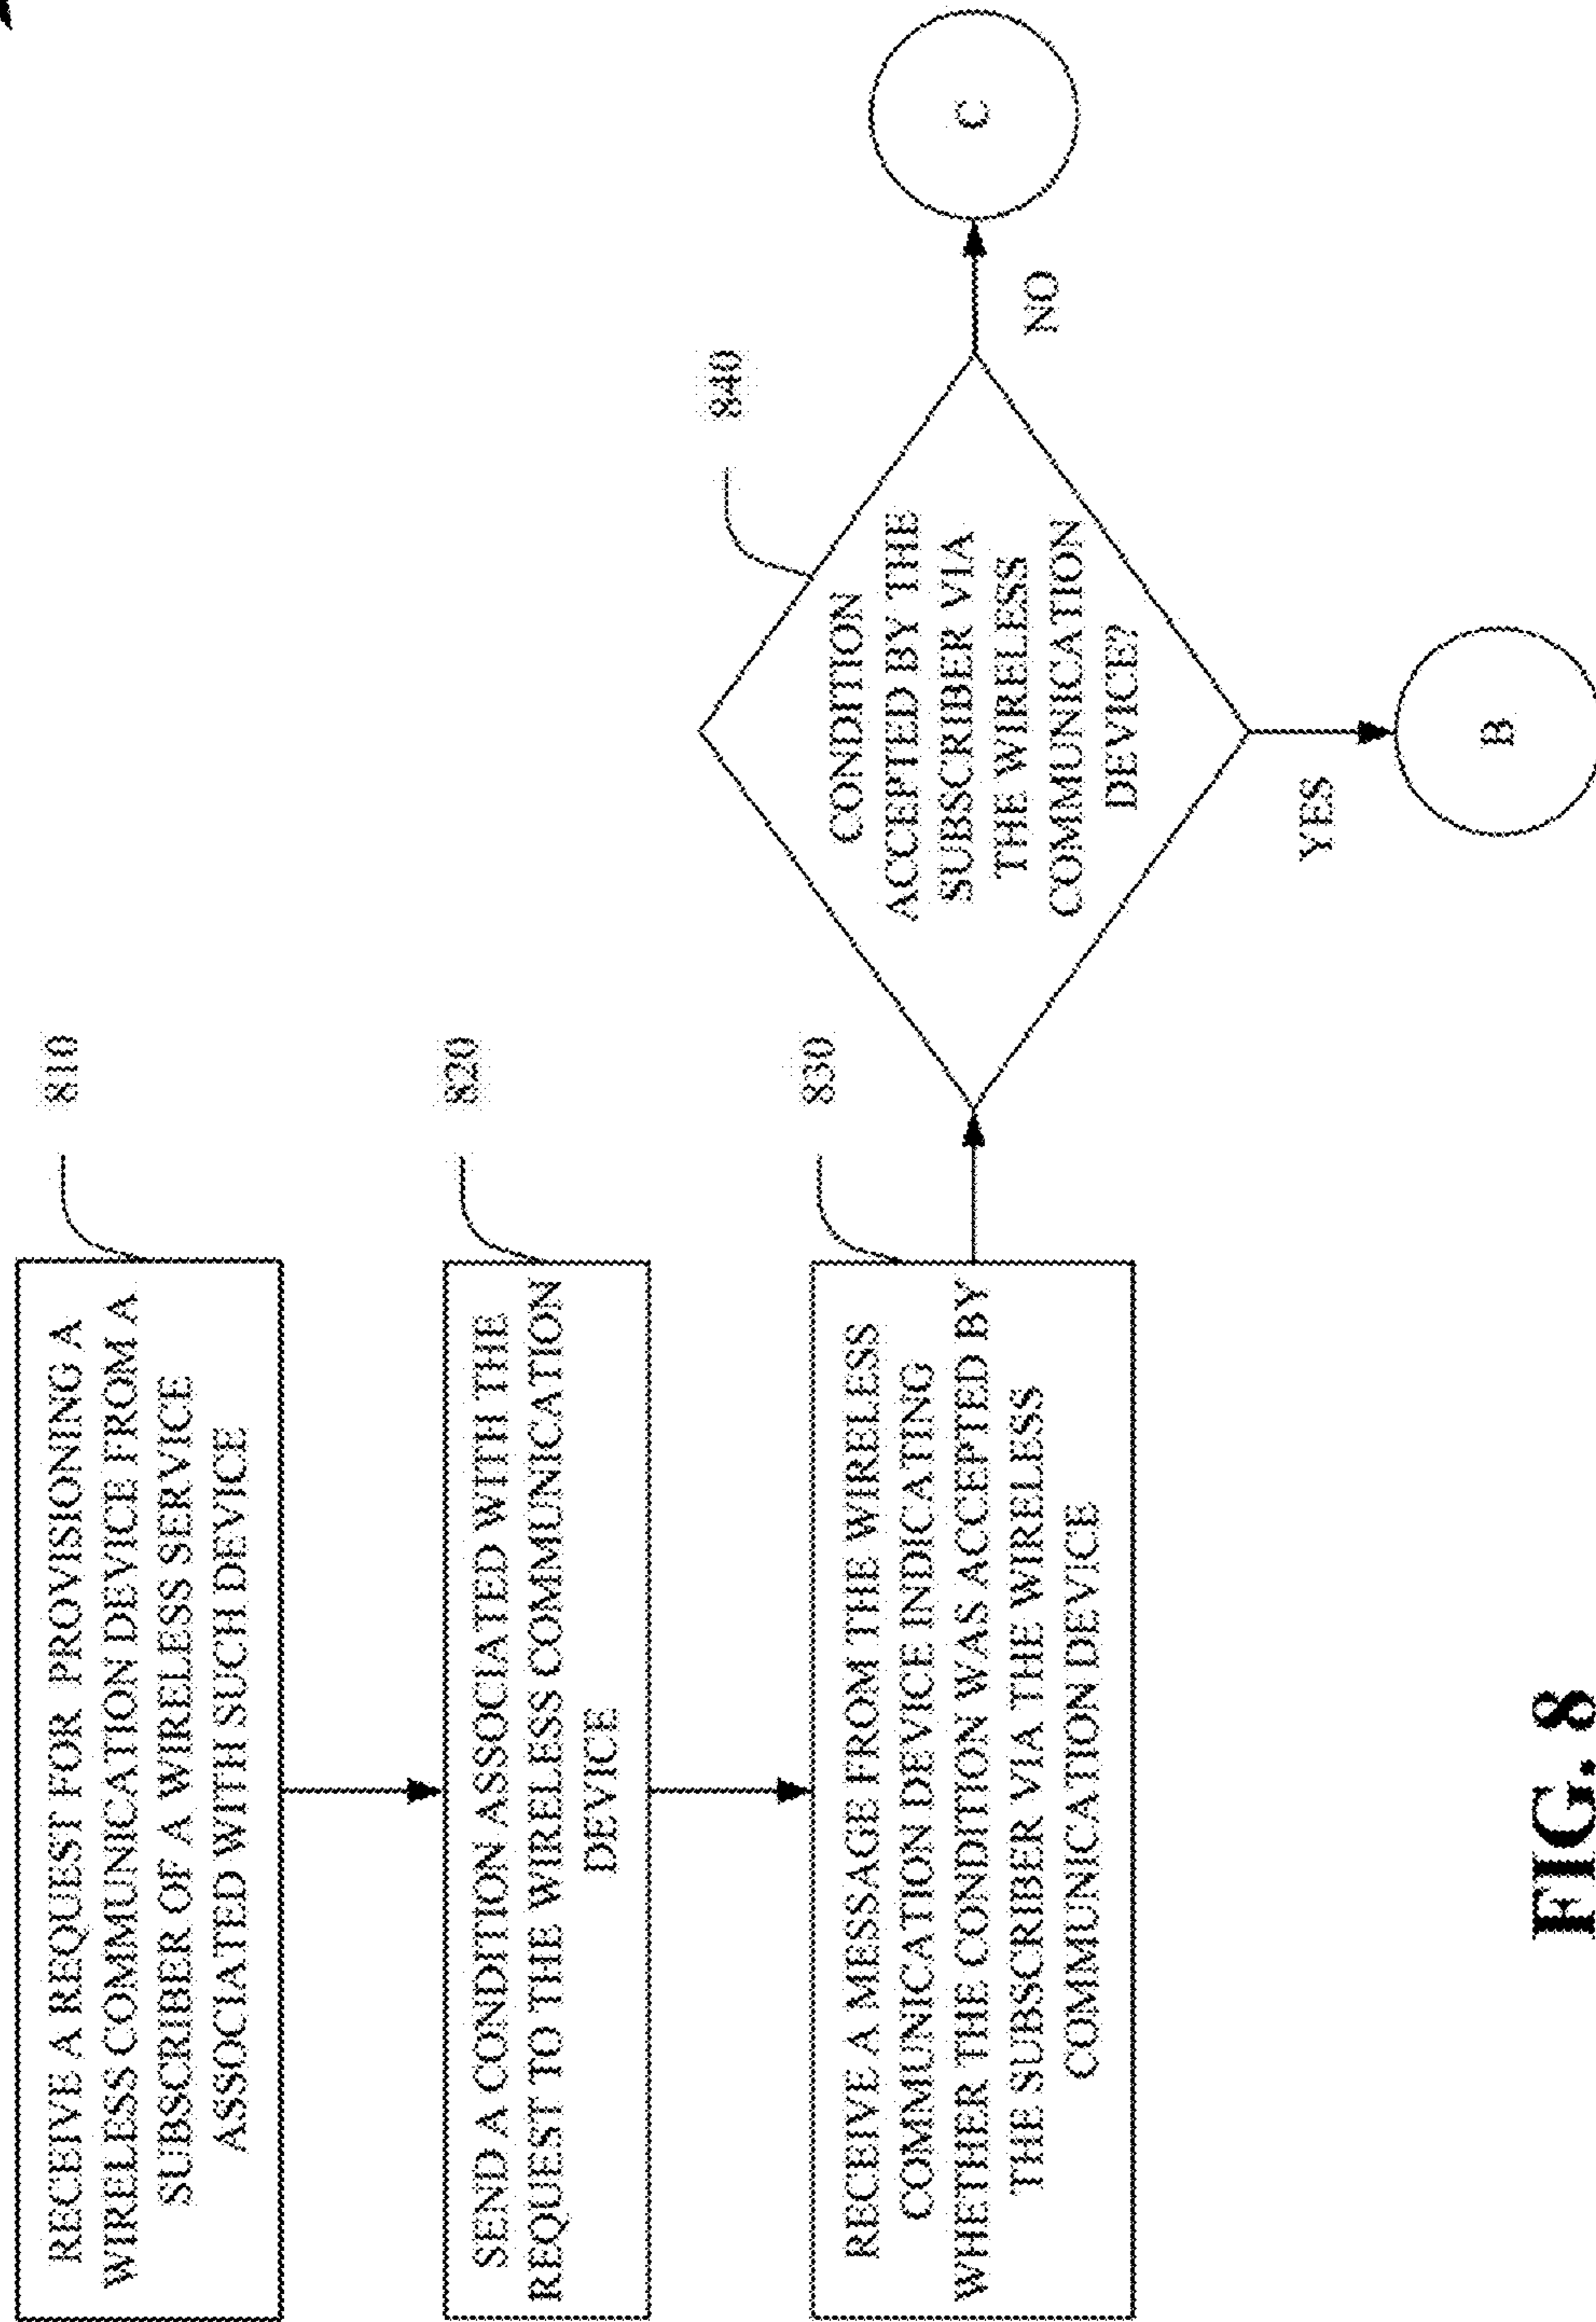 810
RECEIVE A REQUEST FOR PROVISIONING A
WIRELESS COMMUNICATION DEVICE FROM A
SUBSCRIBER OF A WIRELESS SERVICE
ASSOCIATED WITH SUCH DEVICE
820
SEND A CONDITION ASSOCIATED WITH THE
REQUEST TO THE WIRELESS COMMUNICATION
DEVICE
830
RECEIVE A MESSAGE FROM THE WIRELESS
COMMUNICATION DEVICE INDICATING
WHETHER THE CONDITION WAS ACCEPTED BY
THE SUBSCRIBER VIA THE WIRELESS
COMMUNICATION DEVICE
840
CONDITION
ACCEPTED BY THE
SUBSCRIBER VIA
THE WIRELESS
COMMUNICATION
DEVICE?
NO
C
YES
B
FIG. 8